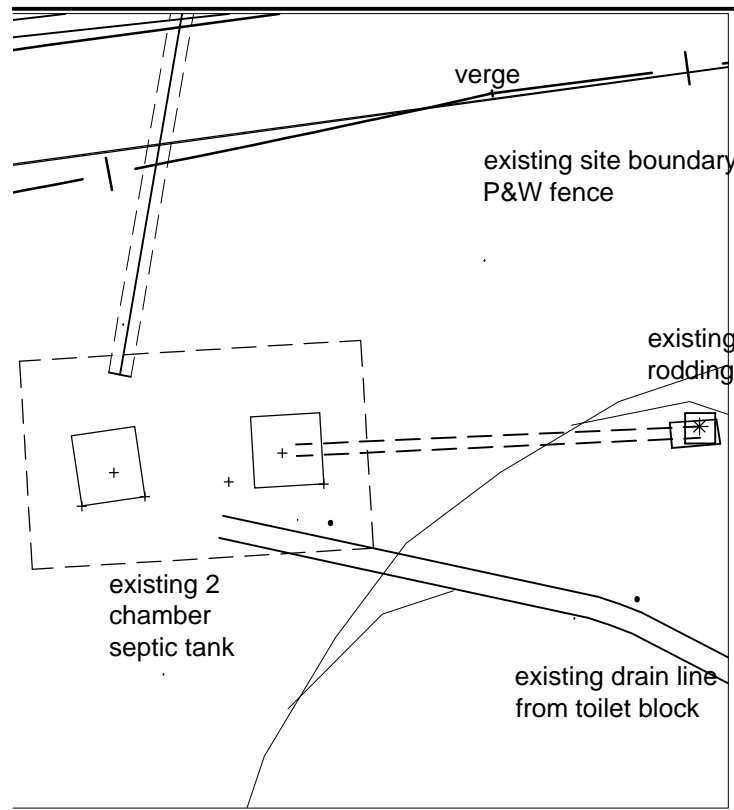 verge
existing site boundary
P&W fence
existing
rodding
existing 2
chamber
septic tank
existing drain line
from toilet block